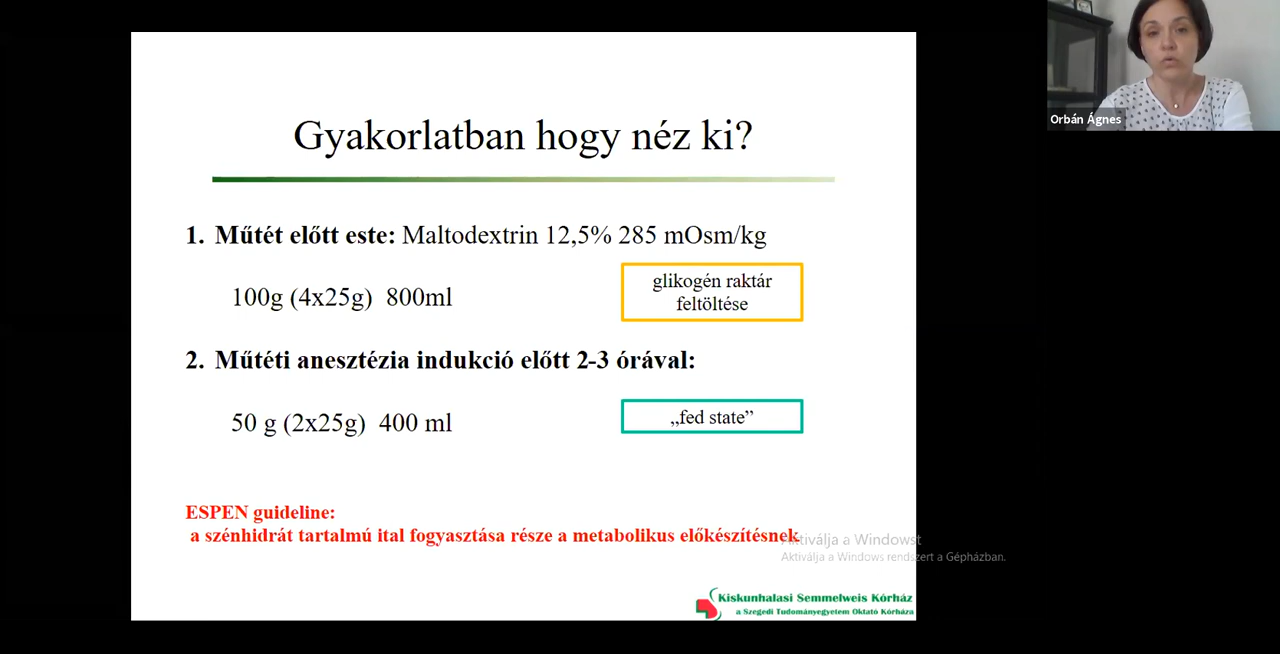 Gyakorlatban hogy néz ki?
1. Műtét előtt este: Maltodextrin 12,5% 285 mOsm/kg
100g (4x25g) 800ml
glikogén raktár
feltöltése
2. Műtéti anesztézia indukció előtt 2-3 órával:
50 g (2x25g) 400 ml
„fed state”
ESPEN guideline:
a szénhidrát tartalmú ital fogyasztása része a metabolikus előkészítésnek
Aktiválja a Windowst
Aktiválja a Windows rendszert a Gépházban.
Kiskunhalasi Semmelweis Kórház
a Szegedi Tudományegyetem Oktató Kórháza
Orbán Ágnes